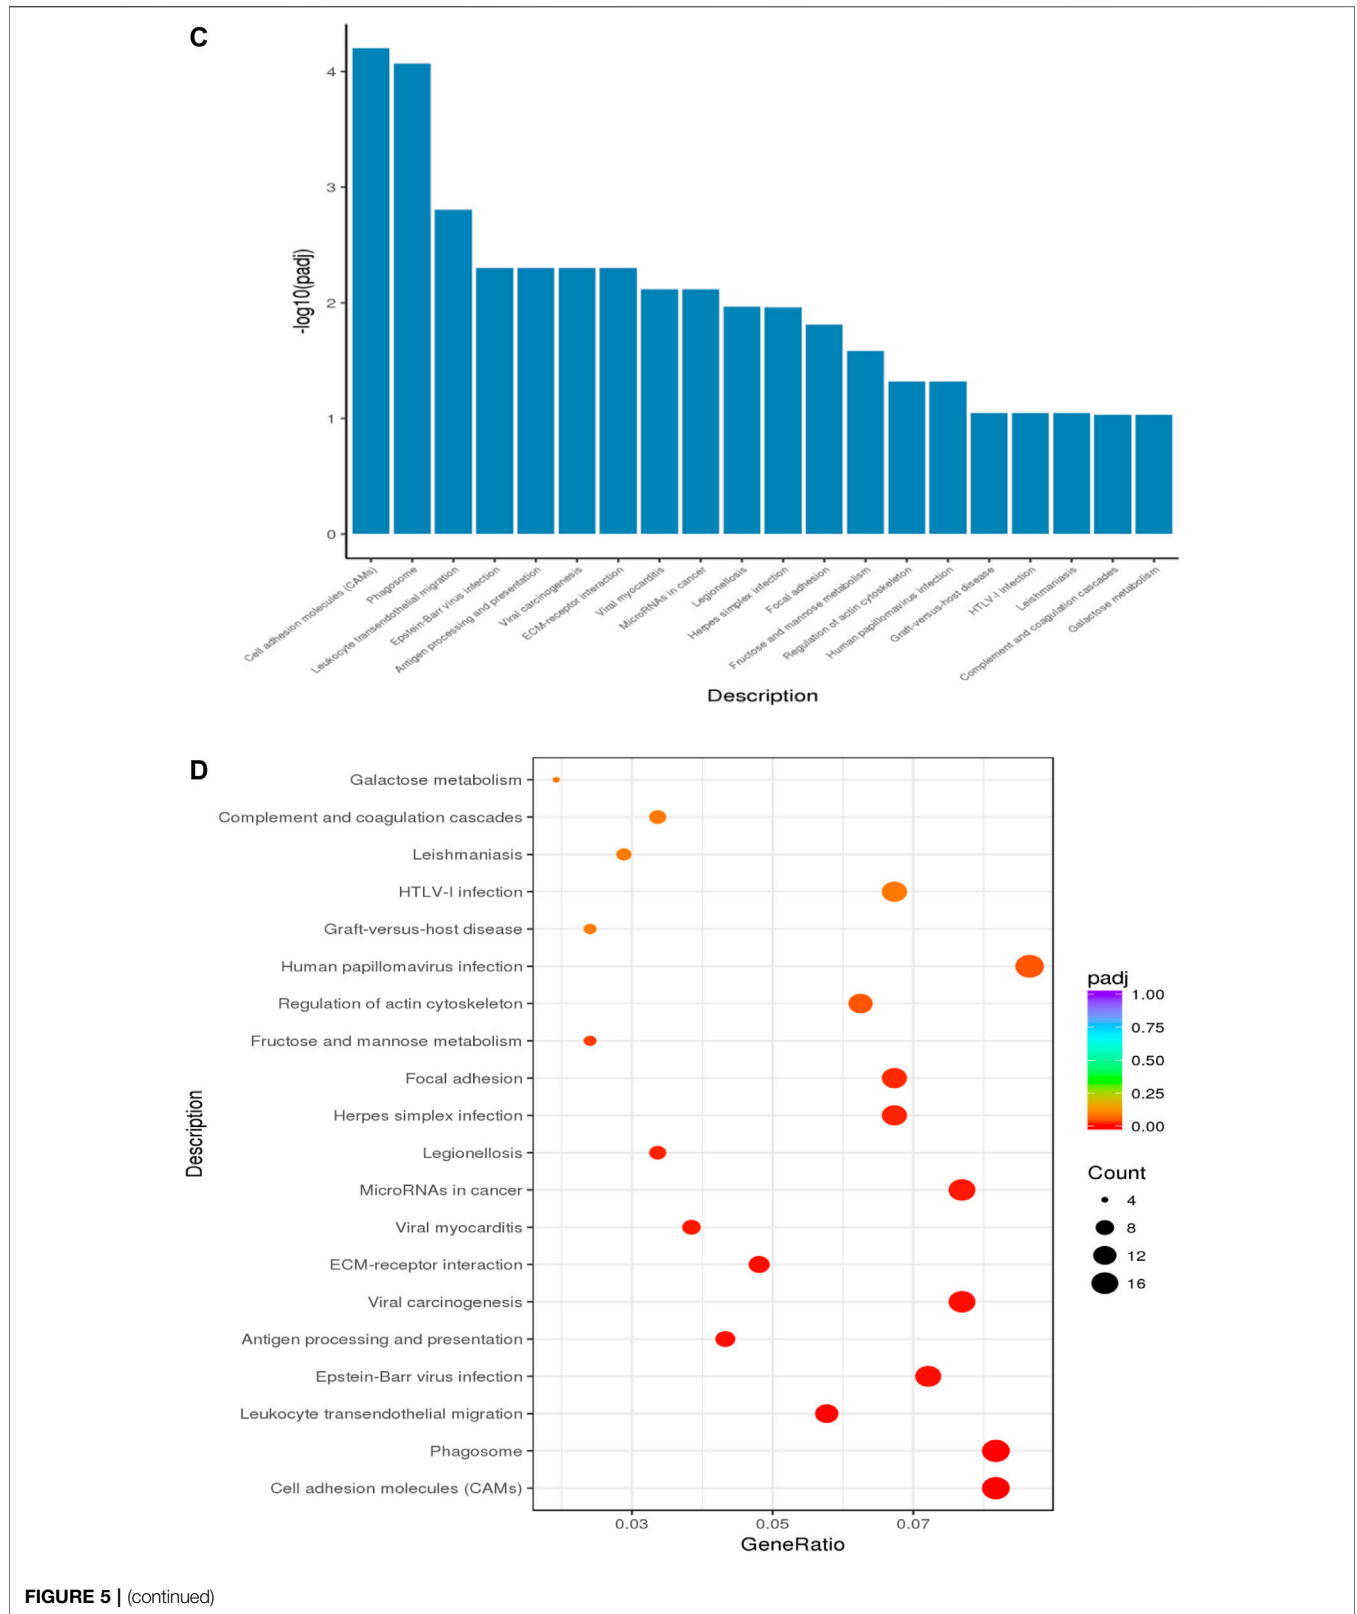 C
4
3
2
1
0
-log10(padj)
Cell adhesion molecules (CAMs)
Phagosome
Leukocyte transendothelial migration
Epstein-Barr virus infection
Antigen processing and presentation
Viral carcinogenesis
ECM-receptor interaction
Viral myocarditis
MicroRNAs in cancer
Legionellosis
Herpes simplex infection
Focal adhesion
Fructose and mannose metabolism
Regulation of actin cytoskeleton
Human papillomavirus infection
Graft-versus-host disease
HTLV-I infection
Leishmaniasis
Complement and coagulation cascades
Galactose metabolism
Description
D
Galactose metabolism
Complement and coagulation cascades
Leishmaniasis
HTLV-I infection
Graft-versus-host disease
Human papillomavirus infection
Regulation of actin cytoskeleton
Fructose and mannose metabolism
Focal adhesion
Herpes simplex infection
Legionellosis
MicroRNAs in cancer
Viral myocarditis
ECM-receptor interaction
Viral carcinogenesis
Antigen processing and presentation
Epstein-Barr virus infection
Leukocyte transendothelial migration
Phagosome
Cell adhesion molecules (CAMs)
Description
0.03 0.05 0.07
GeneRatio
padj
1.00
0.75
0.50
0.25
0.00
Count
4
8
12
16
FIGURE 5 | (continued)